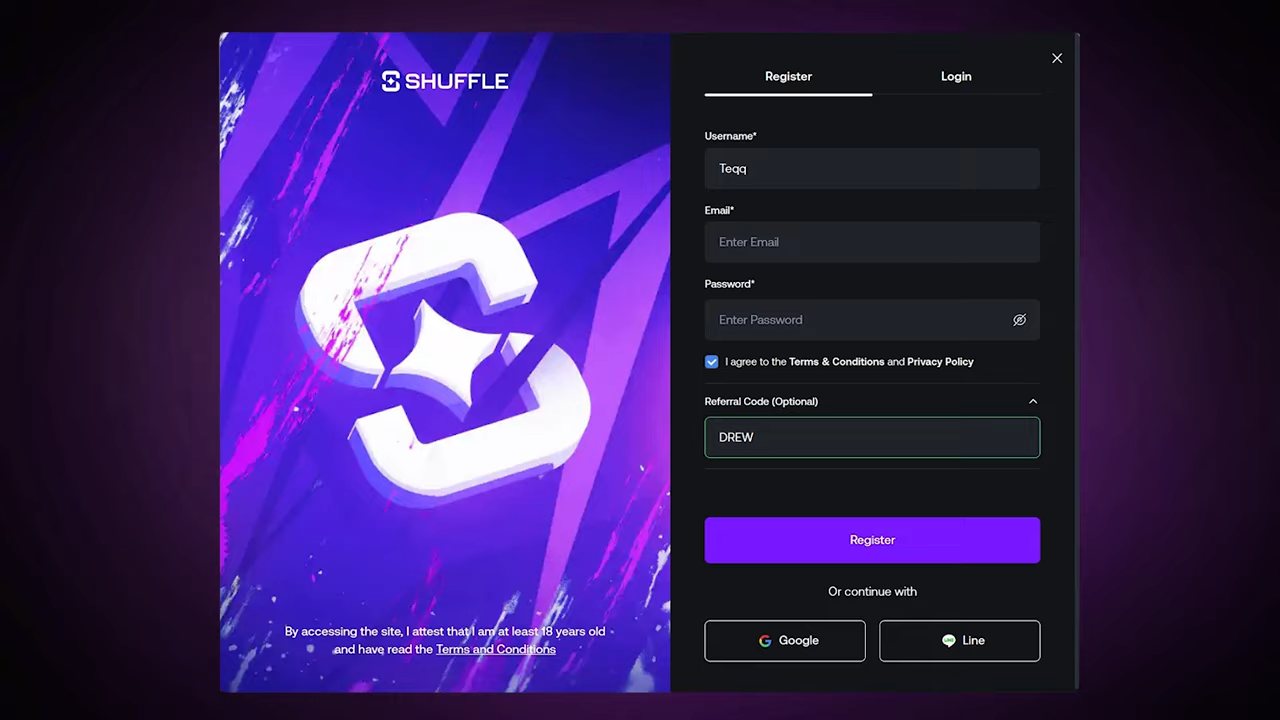 SHUFFLE
By accessing the site, I attest that I am at least 18 years old
and have read the Terms and Conditions
Register
Login
Username*
Teqq
Email*
Enter Email
Password*
Enter Password
I agree to the Terms & Conditions and Privacy Policy
Referral Code (Optional)
DREW
Register
Or continue with
Google
Line